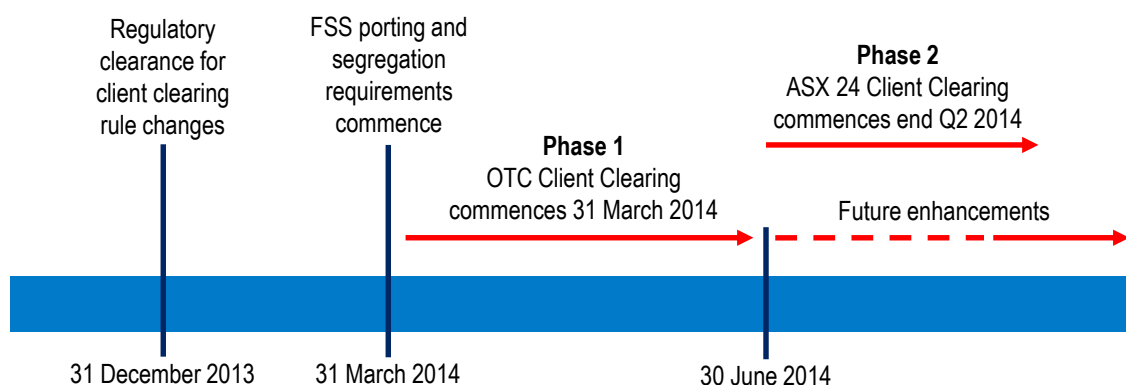 Regulatory
clearance for
client clearing
rule changes
FSS porting and
segregation
requirements
commence
Phase 1
OTC Client Clearing
commences 31 March 2014
Phase 2
ASX 24 Client Clearing
commences end Q2 2014
Future enhancements
31 December 2013
31 March 2014
30 June 2014